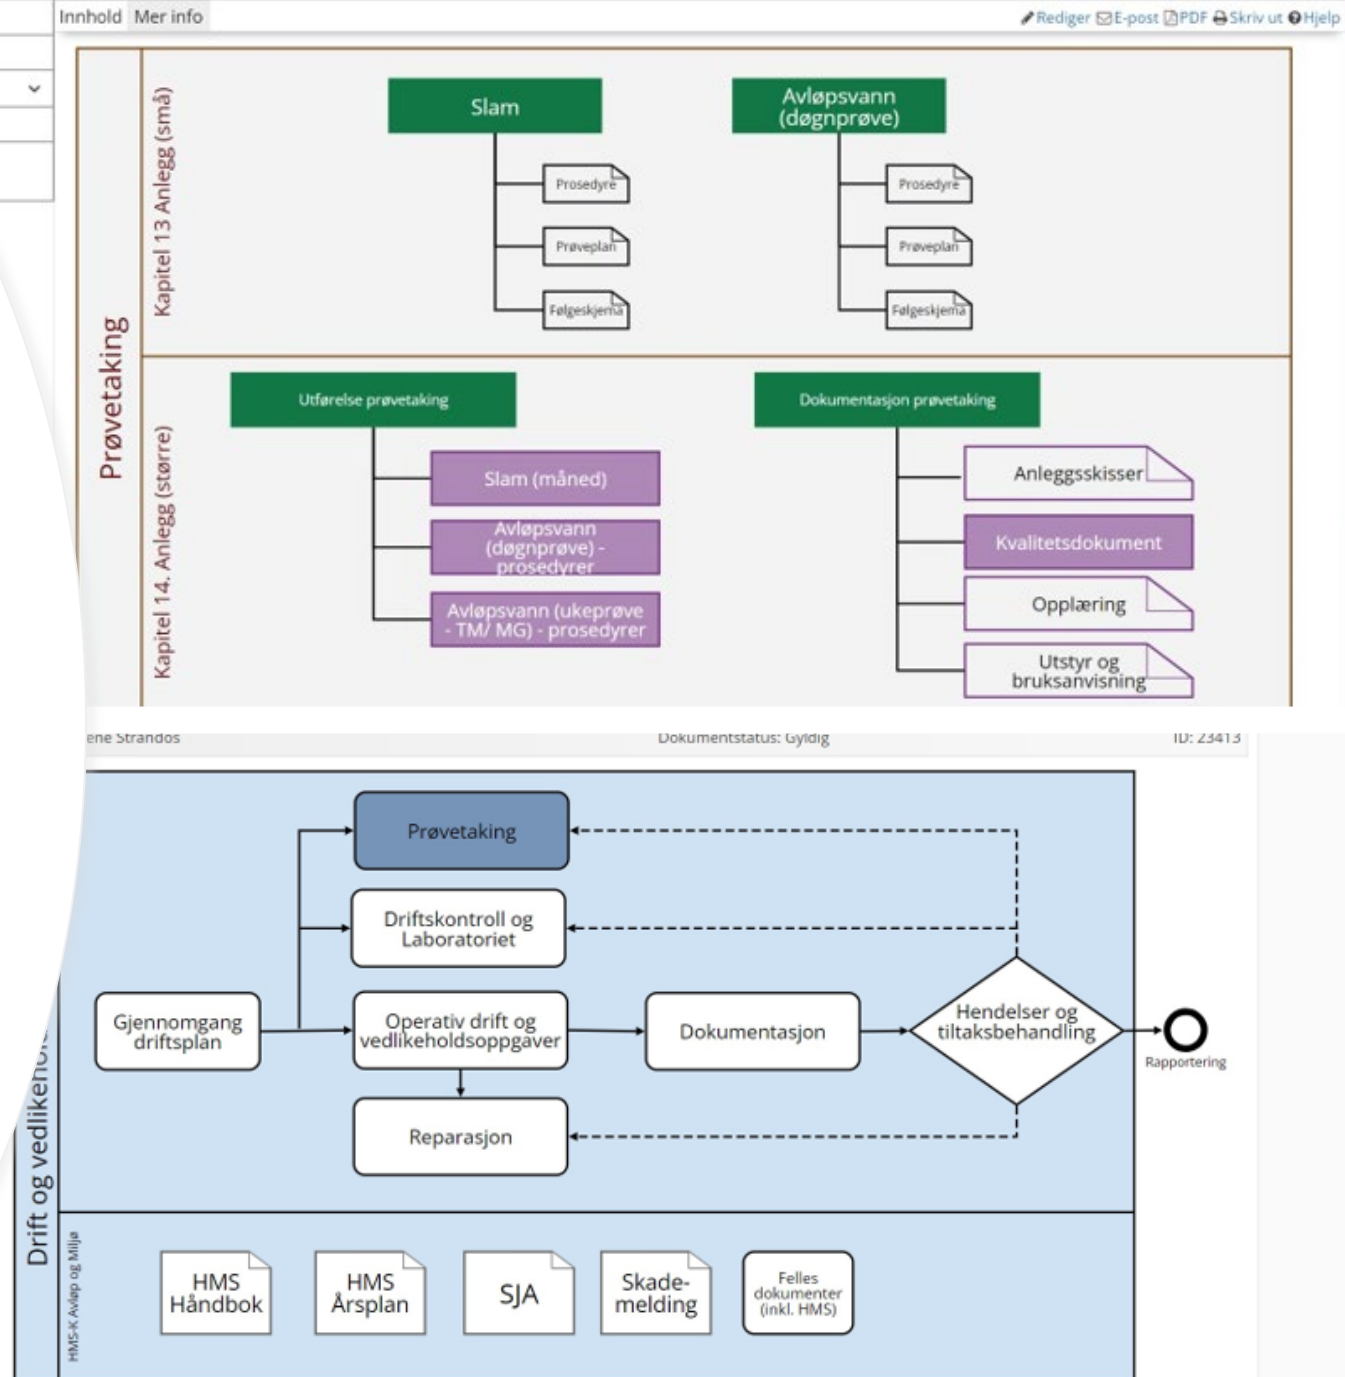 Innhold Mer info
Rediger E-post PDF Skriv ut Hjelp
Prøvetaking
Kapitel 13 Anlegg (små)
Slam
Prosedyre
Prøveplan
Følgeskjema
Avløpsvann
(døgnprøve)
Prosedyre
Prøveplan
Følgeskjema
Kapitel 14. Anlegg (større)
Utførelse prøvetaking
Slam (måned)
Avløpsvann
(døgnprøve) -
prosedyrer
Avløpsvann (ukeprøve
- TM/ MG) - prosedyrer
Dokumentasjon prøvetaking
Anleggsskisser
Kvalitetsdokument
Opplæring
Utstyr og
bruksanvisning
Strandos
Dokumentstatus: Gyldig
ID: 23413
Drift og
Prøvetaking
Driftskontroll og
Laboratoriet
Gjennomgang
driftsplan
Operativ drift og
vedlikeholdsoppgaver
Dokumentasjon
Hendelser og
tiltaksbehandling
Rapportering
Reparasjon
HMS-K Avløp og Miljø
HMS
Håndbok
HMS
Årsplan
SJA
Skade-
melding
Felles
dokumenter
(inkl. HMS)